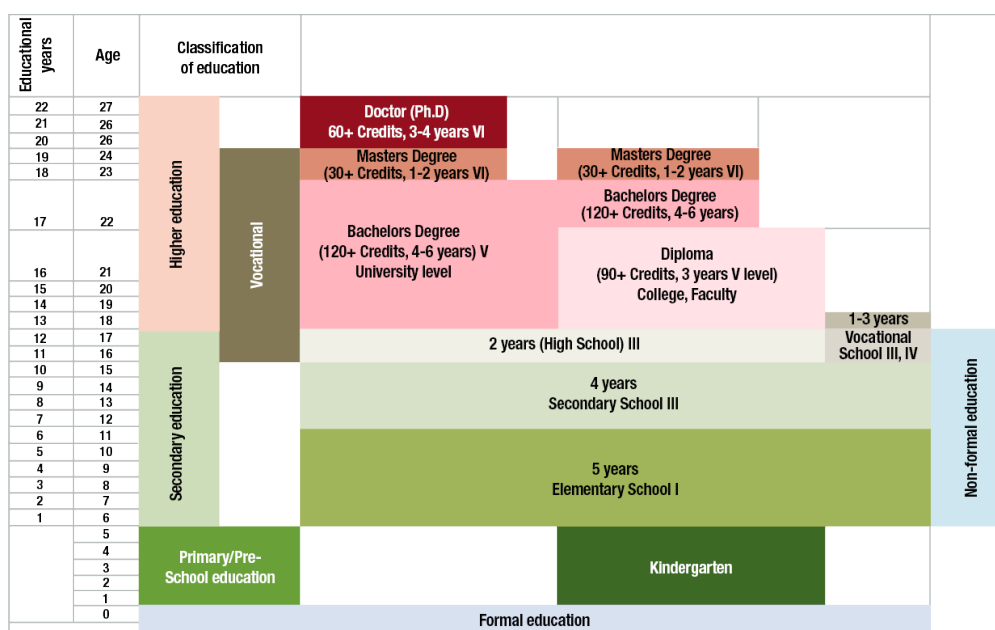 Educational
years
Age
Classification
of education
22 27
21 26
20 26
19 24
18 23
17 22
16 21
15 20
14 19
13 18
12 17
11 16
10 15
9 14
8 13
7 12
6 11
5 10
4 9
3 8
2 7
1 6
5
4
3
2
1
0
Higher education
Vocational
Secondary education
Primary/Pre-
School education
Doctor (Ph.D)
60+ Credits, 3-4 years VI
Masters Degree
(30+ Credits, 1-2 years VI)
Masters Degree
(30+ Credits, 1-2 years VI)
Bachelors Degree
(120+ Credits, 4-6 years) V
University level
Bachelors Degree
(120+ Credits, 4-6 years)
Diploma
(90+ Credits, 3 years V level)
College, Faculty
1-3 years
Vocational
School III, IV
2 years (High School) III
4 years
Secondary School III
5 years
Elementary School I
Kindergarten
Non-formal education
Formal education